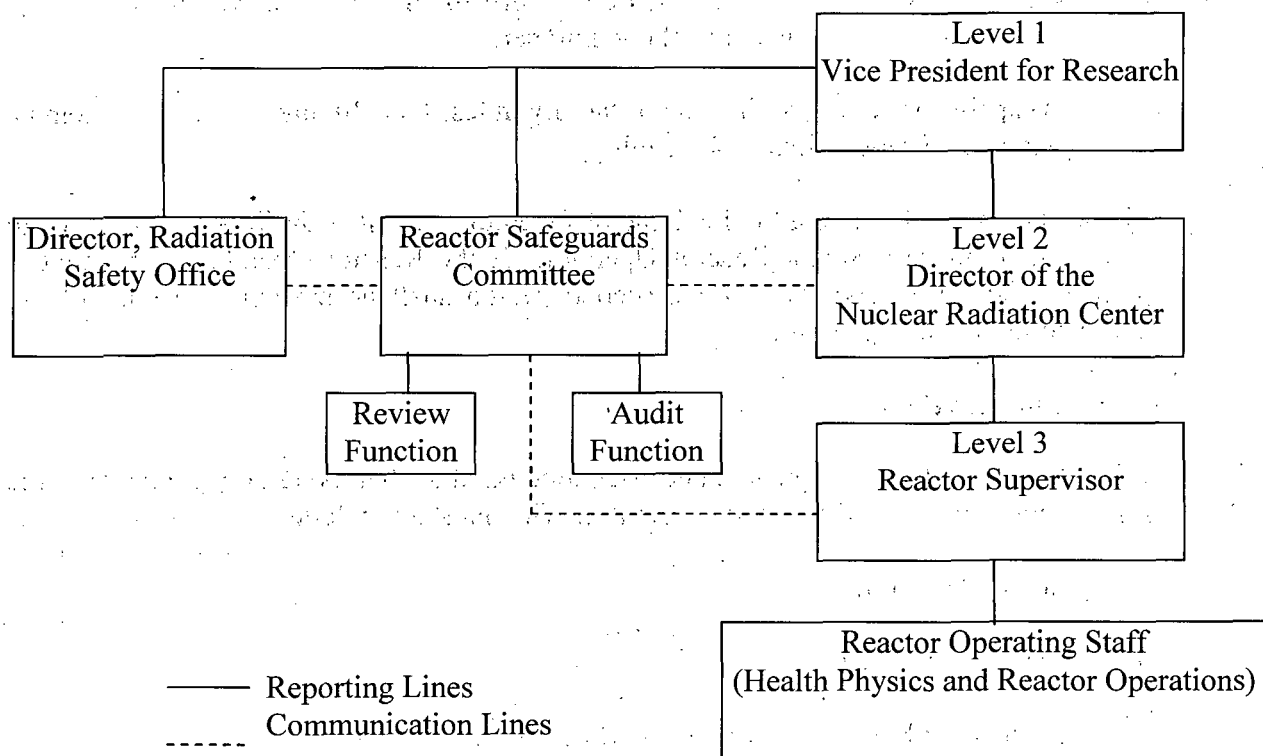 Level 1
Vice President for Research
Director, Radiation
Safety Office
Reactor Safeguards
Committee
Level 2
Director of the
Nuclear Radiation Center
Review
Function
Audit
Function
Level 3
Reactor Supervisor
Reactor Operating Staff
(Health Physics and Reactor Operations)
Reporting Lines
Communication Lines